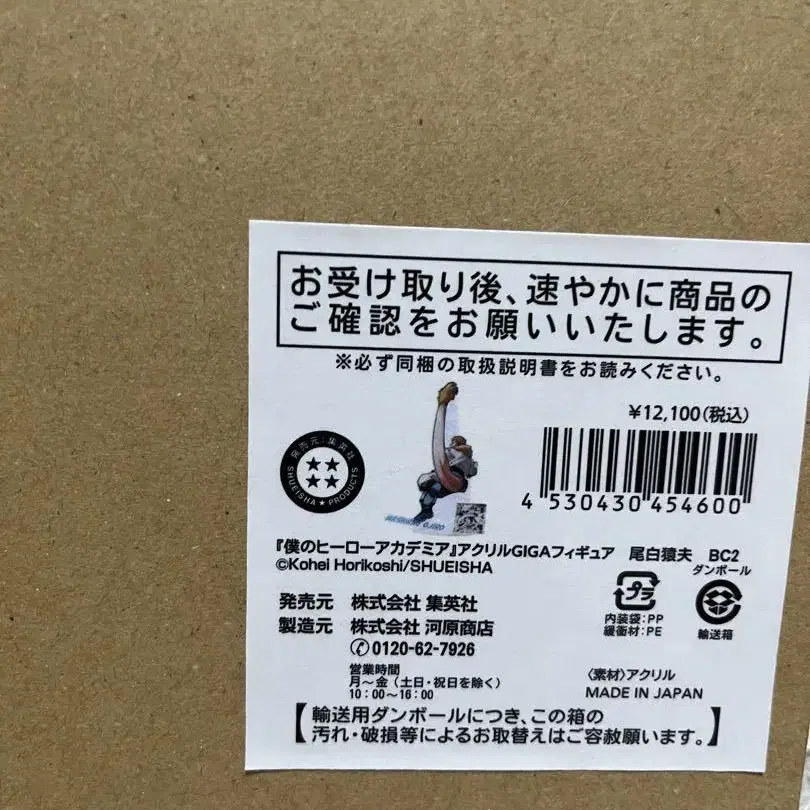 お受け取り後、速やかに商品の
ご確認をお願いいたします。
※必ず同梱の取扱説明書をお読みください。
¥12,100(税込)
発売元:集英社
SHUEISHA★PRODUCTS
MASHIRAO OJIRO
4 530430 454600
『僕のヒーローアカデミア』アクリルGIGAフィギュア 尾白猿夫 BC2
©Kohei Horikoshi/SHUEISHA
発売元 株式会社 集英社
製造元 株式会社 河原商店
0120-62-7926
営業時間
月〜金(土日・祝日を除く)
10:00〜16:00
プラ
内装袋:PP
緩衝材:PE
ダンボール
輸送箱
〈素材〉アクリル
MADE IN JAPAN
【輸送用ダンボールにつき、この箱の
汚れ・破損等によるお取替えはご容赦願います。】